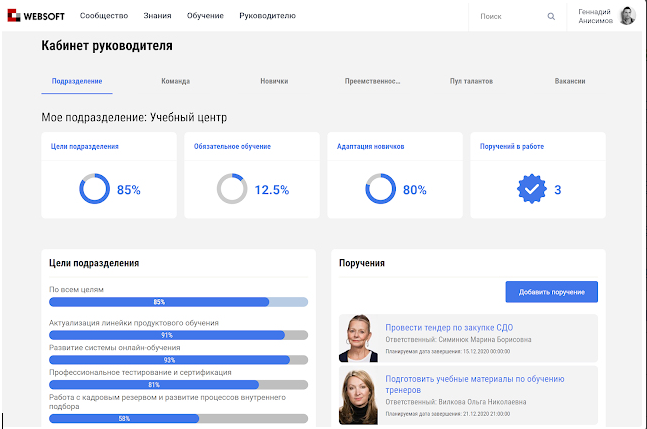 WEBSOFT
Сообщество
Знания
Обучение
Руководителю
Поиск
Геннадий
Анисимов
Кабинет руководителя
Подразделение
Команда
Новички
Преемственнос...
Пул талантов
Вакансии
Мое подразделение: Учебный центр
Цели подразделения
Обязательное обучение
Адаптация новичков
Поручений в работе
85%
12.5%
80%
3
Цели подразделения
По всем целям
85%
Актуализация линейки продуктового обучения
91%
Развитие системы онлайн-обучения
93%
Профессиональное тестирование и сертификация
81%
Работа с кадровым резервом и развитие процессов внутреннего
подбора
58%
Поручения
Добавить поручение
Провести тендер по закупке СДО
Ответственный: Симинюк Марина Борисовна
Планируемая дата завершения: 15.12.2020 00:00:00
Подготовить учебные материалы по обучению
тренеров
Ответственный: Вилкова Ольга Николаевна
Планируемая дата завершения: 21.12.2020 21:00:00